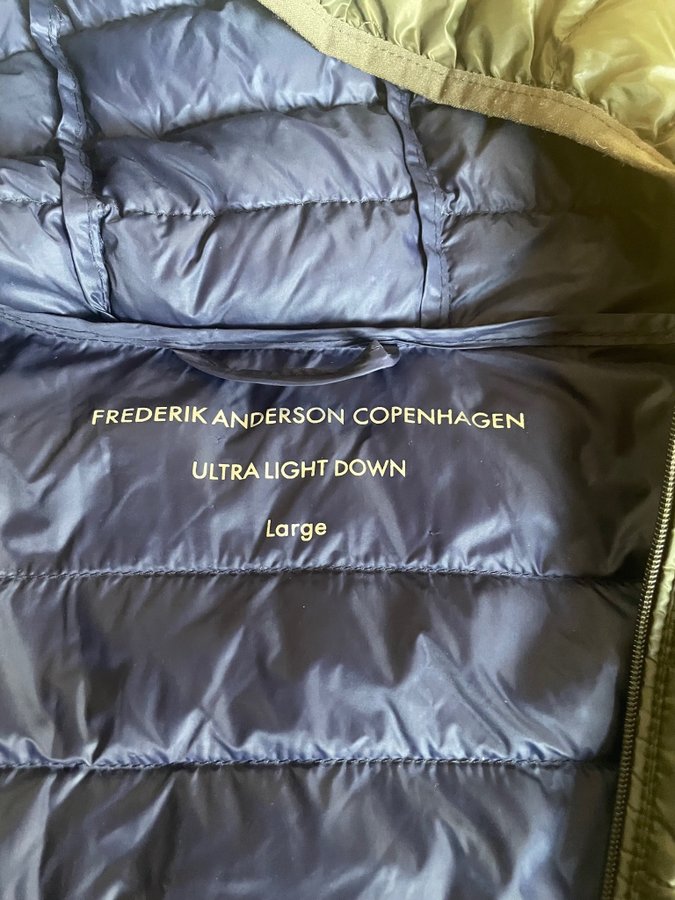 FREDERIK ANDERSON COPENHAGEN
ULTRA LIGHT DOWN
Large